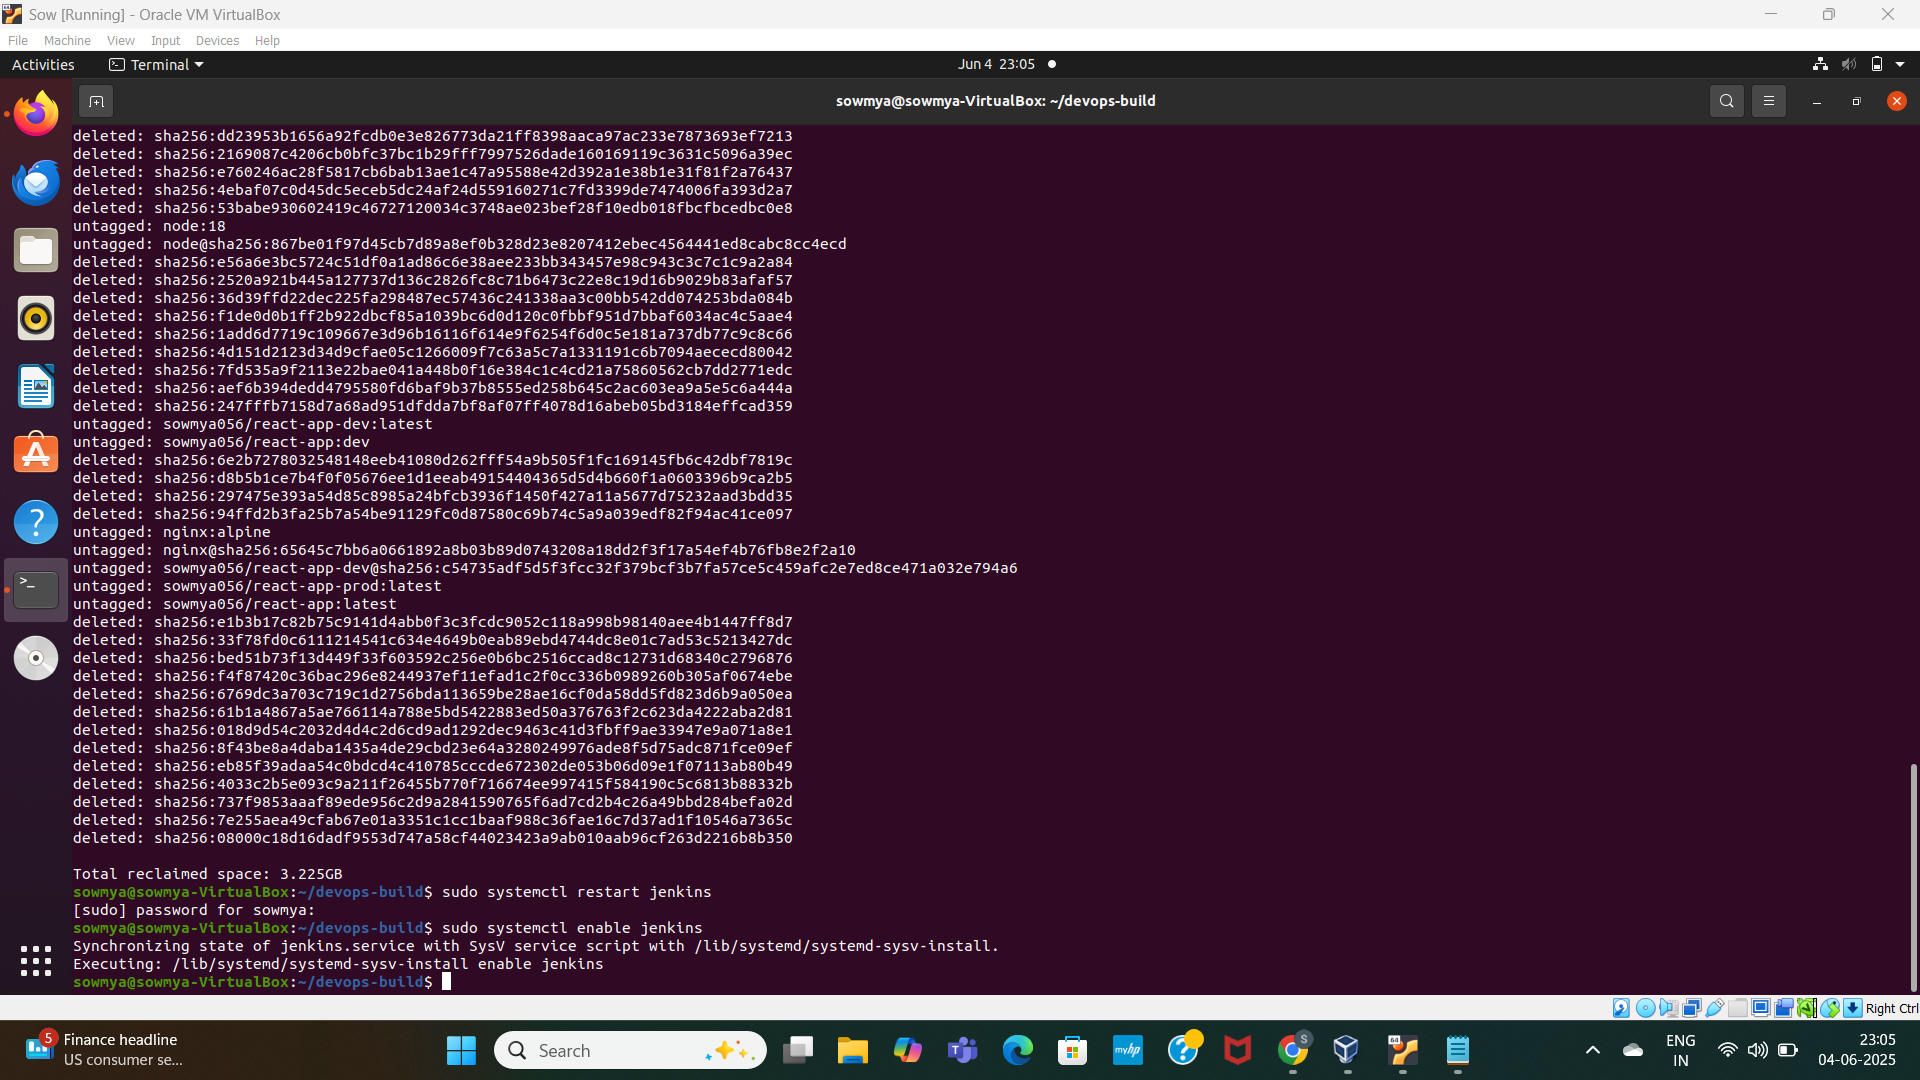 Sow [Running] - Oracle VM VirtualBox
File Machine View Input Devices Help
Activities Terminal Jun 4 23:05
sowmya@sowmya-VirtualBox: ~/devops-build
deleted: sha256:dd23953b1656a92fcdb0e3e826773da21ff8398aaca97ac233e7873693ef7213
deleted: sha256:2169087c4206cb0bfc37bc1b29fff7997526dade160169119c3631c5096a39ec
deleted: sha256:e760246ac28f5817cb6bab13ae1c47a95588e42d392a1e38b1e31f81f2a76437
deleted: sha256:4ebaf07c0d45dc5eceb5dc24af24d559160271c7fd3399de7474006fa393d2a7
deleted: sha256:53babe930602419c46727120034c3748ae023bef28f10edb018fbcfbcedbc0e8
untagged: node:18
untagged: node@sha256:867be01f97d45cb7d89a8ef0b328d23e8207412ebec4564441ed8cabc8cc4ecd
deleted: sha256:e56a6e3bc5724c51df0a1ad86c6e38aee233bb343457e98c943c3c7c1c9a2a84
deleted: sha256:2520a921b445a127737d136c2826fc8c71b6473c22e8c19d16b9029b83afaf57
deleted: sha256:36d39ffd22dec225fa298487ec57436c241338aa3c00bb542dd074253bda084b
deleted: sha256:f1de0d0b1ff2b922dbcf85a1039bc6d0d120c0fbbf951d7bbaf6034ac4c5aae4
deleted: sha256:1add6d7719c109667e3d96b16116f614e9f6254f6d0c5e181a737db77c9c8c66
deleted: sha256:4d151d2123d34d9cfae05c1266009f7c63a5c7a1331191c6b7094aececd80042
deleted: sha256:7fd535a9f2113e22bae041a448b0f16e384c1c4cd21a75860562cb7dd2771edc
deleted: sha256:aef6b394dedd4795580fd6baf9b37b8555ed258b645c2ac603ea9a5e5c6a444a
deleted: sha256:247fffb7158d7a68ad951dfdda7bf8af07ff4078d16abeb05bd3184effcad359
untagged: sowmya056/react-app-dev:latest
untagged: sowmya056/react-app:dev
deleted: sha256:6e2b7278032548148eeb41080d262fff54a9b505f1fc169145fb6c42dbf7819c
deleted: sha256:d8b5b1ce7b4f0f05676ee1d1eeab49154404365d5d4b660f1a0603396b9ca2b5
deleted: sha256:297475e393a54d85c8985a24bfcb3936f1450f427a11a5677d75232aad3bdd35
deleted: sha256:94ffd2b3fa25b7a54be91129fc0d87580c69b74c5a9a039edf82f94ac41ce097
untagged: nginx:alpine
untagged: nginx@sha256:65645c7bb6a0661892a8b03b89d0743208a18dd2f3f17a54ef4b76fb8e2f2a10
untagged: sowmya056/react-app-dev@sha256:c54735adf5d5f3fcc32f379bcf3b7fa57ce5c459afc2e7ed8ce471a032e794a6
untagged: sowmya056/react-app-prod:latest
untagged: sowmya056/react-app:latest
deleted: sha256:e1b3b17c82b75c9141d4abb0f3c3fcdc9052c118a998b98140aee4b1447ff8d7
deleted: sha256:33f78fd0c6111214541c634e4649b0eab89ebd4744dc8e01c7ad53c5213427dc
deleted: sha256:bed51b73f13d449f33f603592c256e0b6bc2516ccad8c12731d68340c2796876
deleted: sha256:f4f87420c36bac296e8244937ef11efad1c2f0cc336b0989260b305af0674ebe
deleted: sha256:6769dc3a703c719c1d2756bda113659be28ae16cf0da58dd5fd823d6b9a050ea
deleted: sha256:61b1a4867a5ae766114a788e5bd5422883ed50a376763f2c623da4222aba2d81
deleted: sha256:018d9d54c2032d4d4c2d6cd9ad1292dec9463c41d3fbff9ae33947e9a071a8e1
deleted: sha256:8f43be8a4daba1435a4de29cbd23e64a3280249976ade8f5d75adc871fce09ef
deleted: sha256:eb85f39adaa54c0bdcd4c410785cccde672302de053b06d09e1f07113ab80b49
deleted: sha256:4033c2b5e093c9a211f26455b770f716674ee997415f584190c5c6813b88332b
deleted: sha256:737f9853aaaf89ede956c2d9a2841590765f6ad7cd2b4c26a49bbd284befa02d
deleted: sha256:7e255aea49cfab67e01a3351c1cc1baaf988c36fae16c7d37ad1f10546a7365c
deleted: sha256:08000c18d16dadf9553d747a58cf44023423a9ab010aab96cf263d2216b8b350
Total reclaimed space: 3.225GB
sowmya@sowmya-VirtualBox:~/devops-build$ sudo systemctl restart jenkins
[sudo] password for sowmya:
sowmya@sowmya-VirtualBox:~/devops-build$ sudo systemctl enable jenkins
Synchronizing state of jenkins.service with SysV service script with /lib/systemd/systemd-sysv-install.
Executing: /lib/systemd/systemd-sysv-install enable jenkins
sowmya@sowmya-VirtualBox:~/devops-build$
Right Ctrl
5 Finance headline
US consumer se...
Search
myhp
S
64
ENG
IN
23:05
04-06-2025